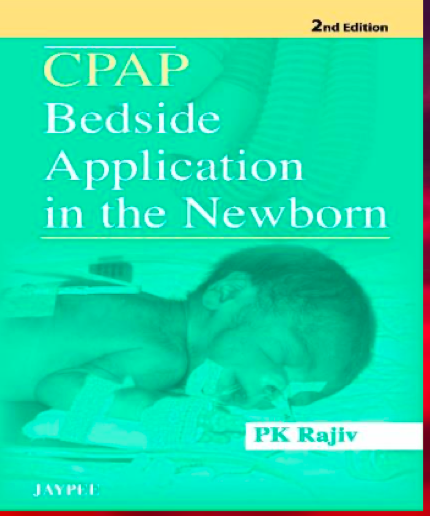 2nd Edition
CPAP
Bedside
Application
in the Newborn
PK Rajiv
JAYPEE